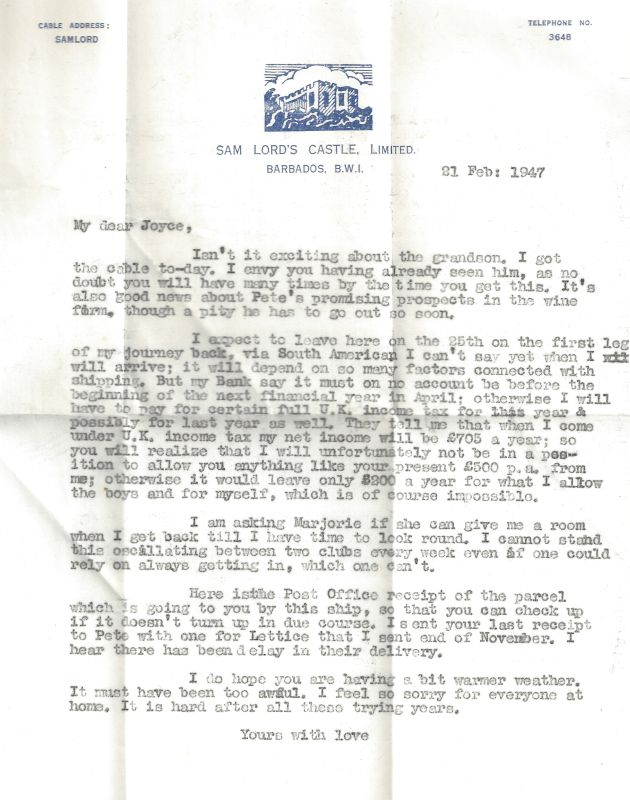 CABLE ADDRESS:
SAMLORD
TELEPHONE NO.
3648
SAM LORD'S CASTLE, LIMITED.
BARBADOS, B.W.I.
21 Feb: 1947
My dear Joyce,
Isn't it exciting about the grandson. I got
the cable to-day. I envy you having already seen him, as no
doubt you will have many times by the time you get this. It's
also good news about Pete's promising prospects in the wine
firm, though a pity he has to go out so soon.
I expect to leave here on the 25th on the first leg
of my journey back, via South American I can't say yet when I will
will arrive; it will depend on so many factors connected with
shipping. But my Bank say it must on no account be before the
beginning of the next financial year in April; otherwise I will
have to pay for certain full U.K. income tax for this year &
possibly for last year as well. They tell me that when I come
under U.K. income tax my net income will be £705 a year; so
you will realize that I will unfortunately not be in a pos-
ition to allow you anything like your present £500 p.a. from
me; otherwise it would leave only £200 a year for what I allow
the boys and for myself, which is of course impossible.
I am asking Marjorie if she can give me a room
when I get back till I have time to look round. I cannot stand
this oscillating between two clubs every week even if one could
rely on always getting in, which one can't.
Here isthe Post Office receipt of the parcel
which is going to you by this ship, so that you can check up
if it doesn't turn up in due course. I sent your last receipt
to Pete with one for Lettice that I sent end of November. I
hear there has been delay in their delivery.
I do hope you are having a bit warmer weather.
It must have been too awful. I feel so sorry for everyone at
home. It is hard after all these trying years.
Yours with love